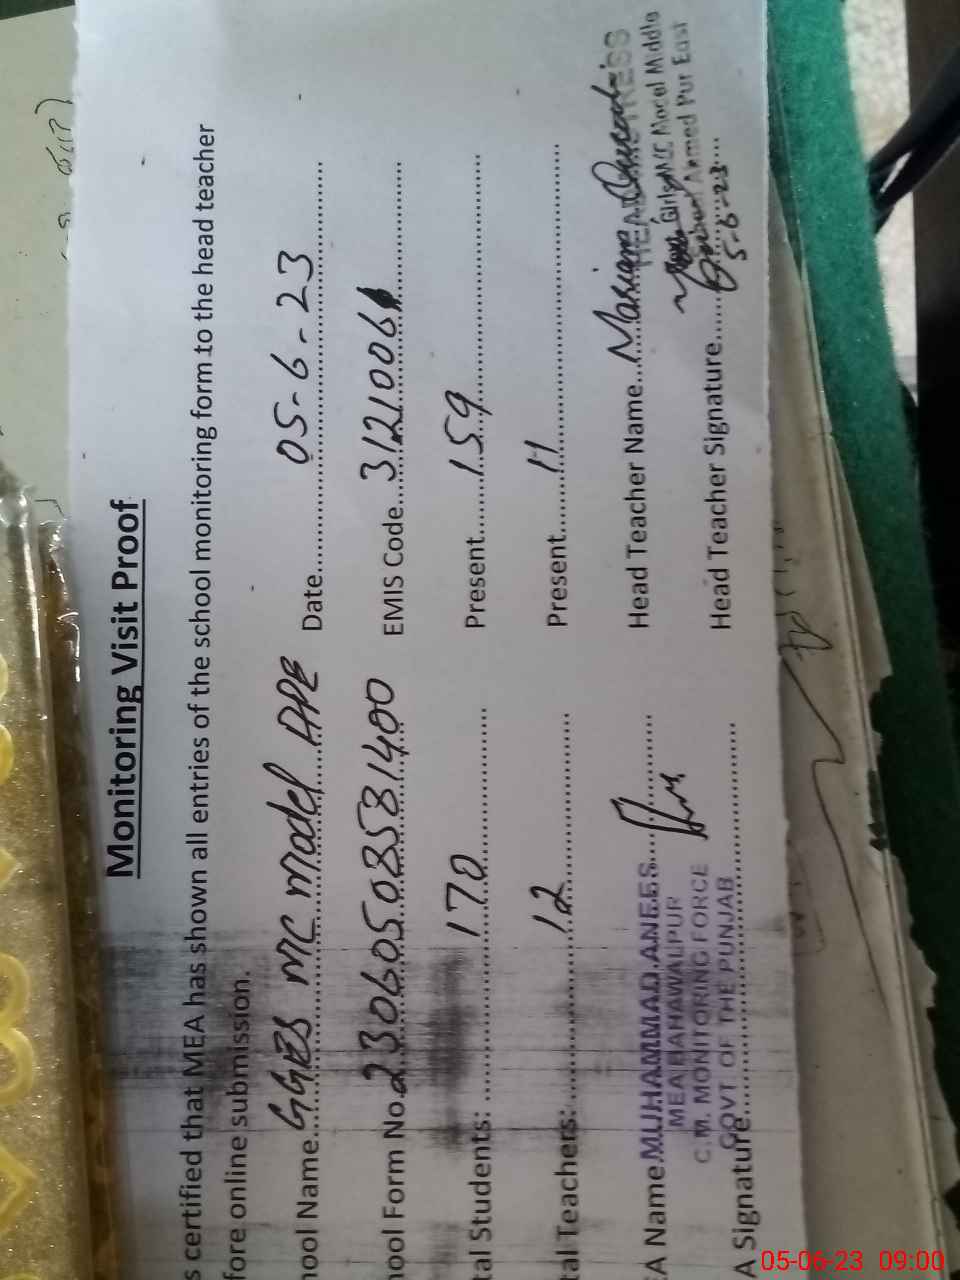 Monitoring Visit Proof
s certified that MEA has shown all entries of the school monitoring form to the head teacher
fore online submission.
hool Name....GGES MC Model APE Date....05-6-23
hool Form No.23060508581400 EMIS Code...31210061
tal Students: 170 Present.......159
tal Teachers: 12 Present.......11
A Name MUHAMMAD ANEES Head Teacher Name...Mariam
MEA BAHAWALPUR
C.M. MONITORING FORCE
GOVT. OF THE PUNJAB
HEADMISTRESS
Girls M/C Model Middle
Ahmed Pur East
A Signature Head Teacher Signature
5-6-23
05-06-23 09:00